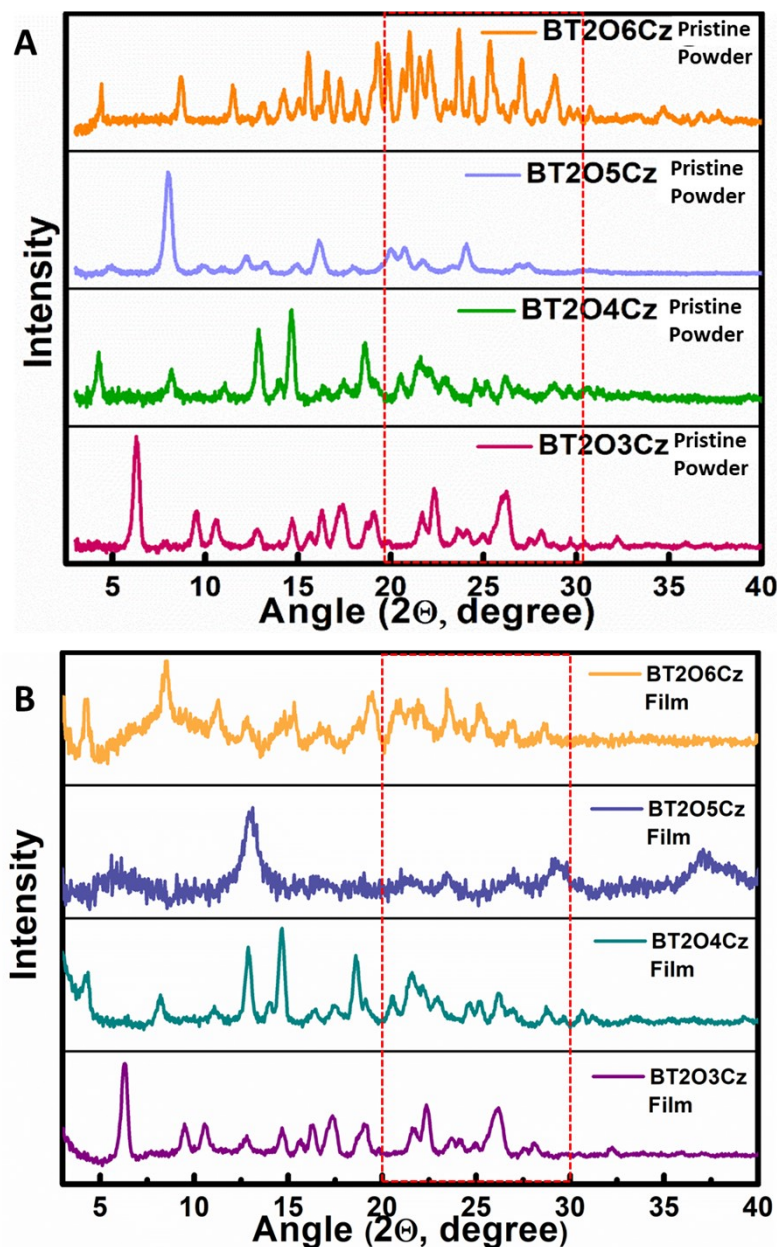 A
BT2O6Cz Pristine
Powder
BT2O5Cz Pristine
Powder
BT2O4Cz Pristine
Powder
BT2O3Cz Pristine
Powder
Intensity
5 10 15 20 25 30 35 40
Angle (2Θ, degree)
B
BT2O6Cz
Film
BT2O5Cz
Film
BT2O4Cz
Film
BT2O3Cz
Film
Intensity
5 10 15 20 25 30 35 40
Angle (2Θ, degree)